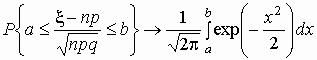 P{a ≤ (ξ − np)/√(npq) ≤ b} → 1/√(2π) ∫_a^b exp(−x²/2) dx